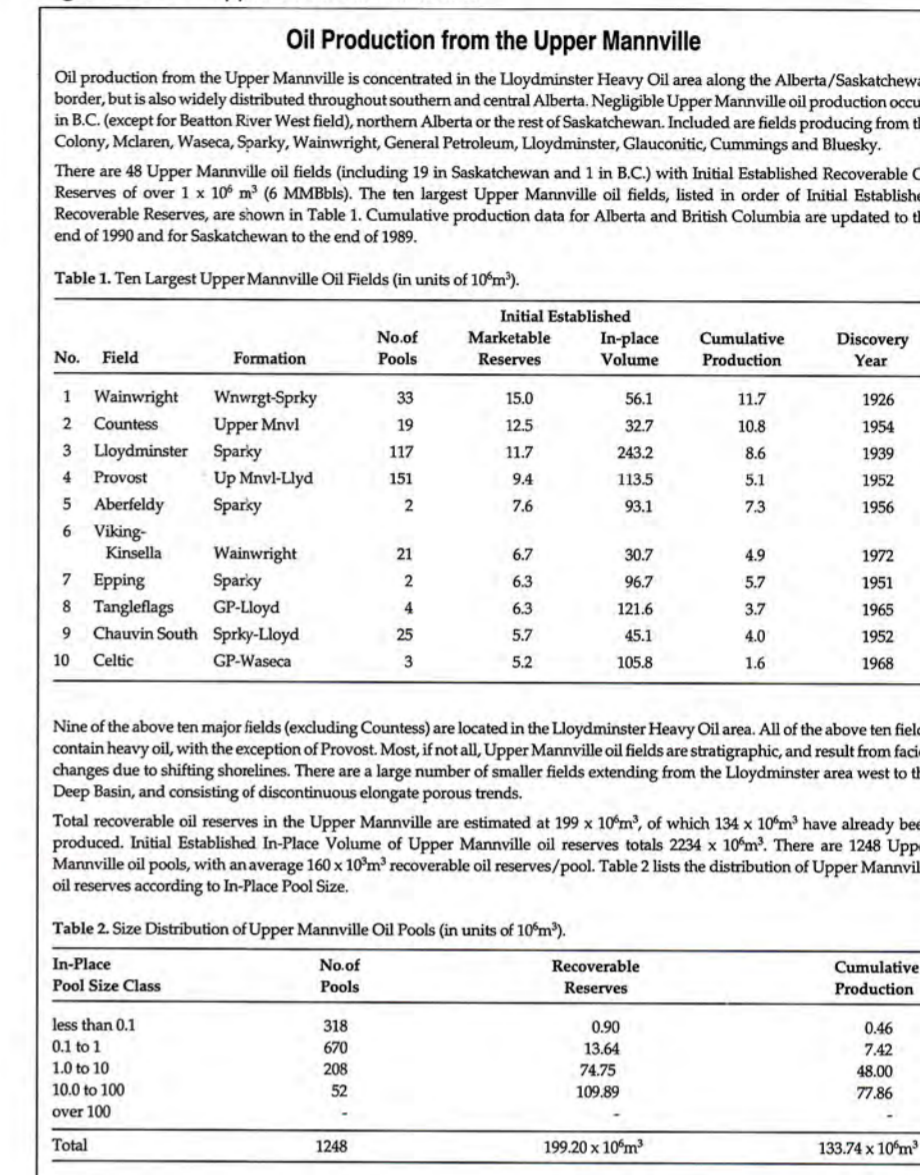 Oil Production from the Upper Mannville
Oil production from the Upper Mannville is concentrated in the Lloydminster Heavy Oil area along the Alberta/Saskatchewa
border, but is also widely distributed throughout southern and central Alberta. Negligible Upper Mannville oil production occu
in B.C. (except for Beatton River West field), northern Alberta or the rest of Saskatchewan. Included are fields producing from th
Colony, Mclaren, Waseca, Sparky, Wainwright, General Petroleum, Lloydminster, Glauconitic, Cummings and Bluesky.
There are 48 Upper Mannville oil fields (including 19 in Saskatchewan and 1 in B.C.) with Initial Established Recoverable O
Reserves of over 1 x 10⁶ m³ (6 MMBbls). The ten largest Upper Mannville oil fields, listed in order of Initial Establishe
Recoverable Reserves, are shown in Table 1. Cumulative production data for Alberta and British Columbia are updated to th
end of 1990 and for Saskatchewan to the end of 1989.
Table 1. Ten Largest Upper Mannville Oil Fields (in units of 10⁶m³).
Initial Established
No.of Marketable In-place Cumulative Discovery
No. Field Formation Pools Reserves Volume Production Year
1 Wainwright Wnwrgt-Sprky 33 15.0 56.1 11.7 1926
2 Countess Upper Mnvl 19 12.5 32.7 10.8 1954
3 Lloydminster Sparky 117 11.7 243.2 8.6 1939
4 Provost Up Mnvl-Llyd 151 9.4 113.5 5.1 1952
5 Aberfeldy Sparky 2 7.6 93.1 7.3 1956
6 Viking-
Kinsella Wainwright 21 6.7 30.7 4.9 1972
7 Epping Sparky 2 6.3 96.7 5.7 1951
8 Tangleflags GP-Lloyd 4 6.3 121.6 3.7 1965
9 Chauvin South Sprky-Lloyd 25 5.7 45.1 4.0 1952
10 Celtic GP-Waseca 3 5.2 105.8 1.6 1968
Nine of the above ten major fields (excluding Countess) are located in the Lloydminster Heavy Oil area. All of the above ten field
contain heavy oil, with the exception of Provost. Most, if not all, Upper Mannville oil fields are stratigraphic, and result from facie
changes due to shifting shorelines. There are a large number of smaller fields extending from the Lloydminster area west to th
Deep Basin, and consisting of discontinuous elongate porous trends.
Total recoverable oil reserves in the Upper Mannville are estimated at 199 x 10⁶m³, of which 134 x 10⁶m³ have already bee
produced. Initial Established In-Place Volume of Upper Mannville oil reserves totals 2234 x 10⁶m³. There are 1248 Uppe
Mannville oil pools, with an average 160 x 10³m³ recoverable oil reserves/pool. Table 2 lists the distribution of Upper Mannvil
oil reserves according to In-Place Pool Size.
Table 2. Size Distribution of Upper Mannville Oil Pools (in units of 10⁶m³).
In-Place No.of Recoverable Cumulative
Pool Size Class Pools Reserves Production
less than 0.1 318 0.90 0.46
0.1 to 1 670 13.64 7.42
1.0 to 10 208 74.75 48.00
10.0 to 100 52 109.89 77.86
over 100 - - -
Total 1248 199.20 x 10⁶m³ 133.74 x 10⁶m³